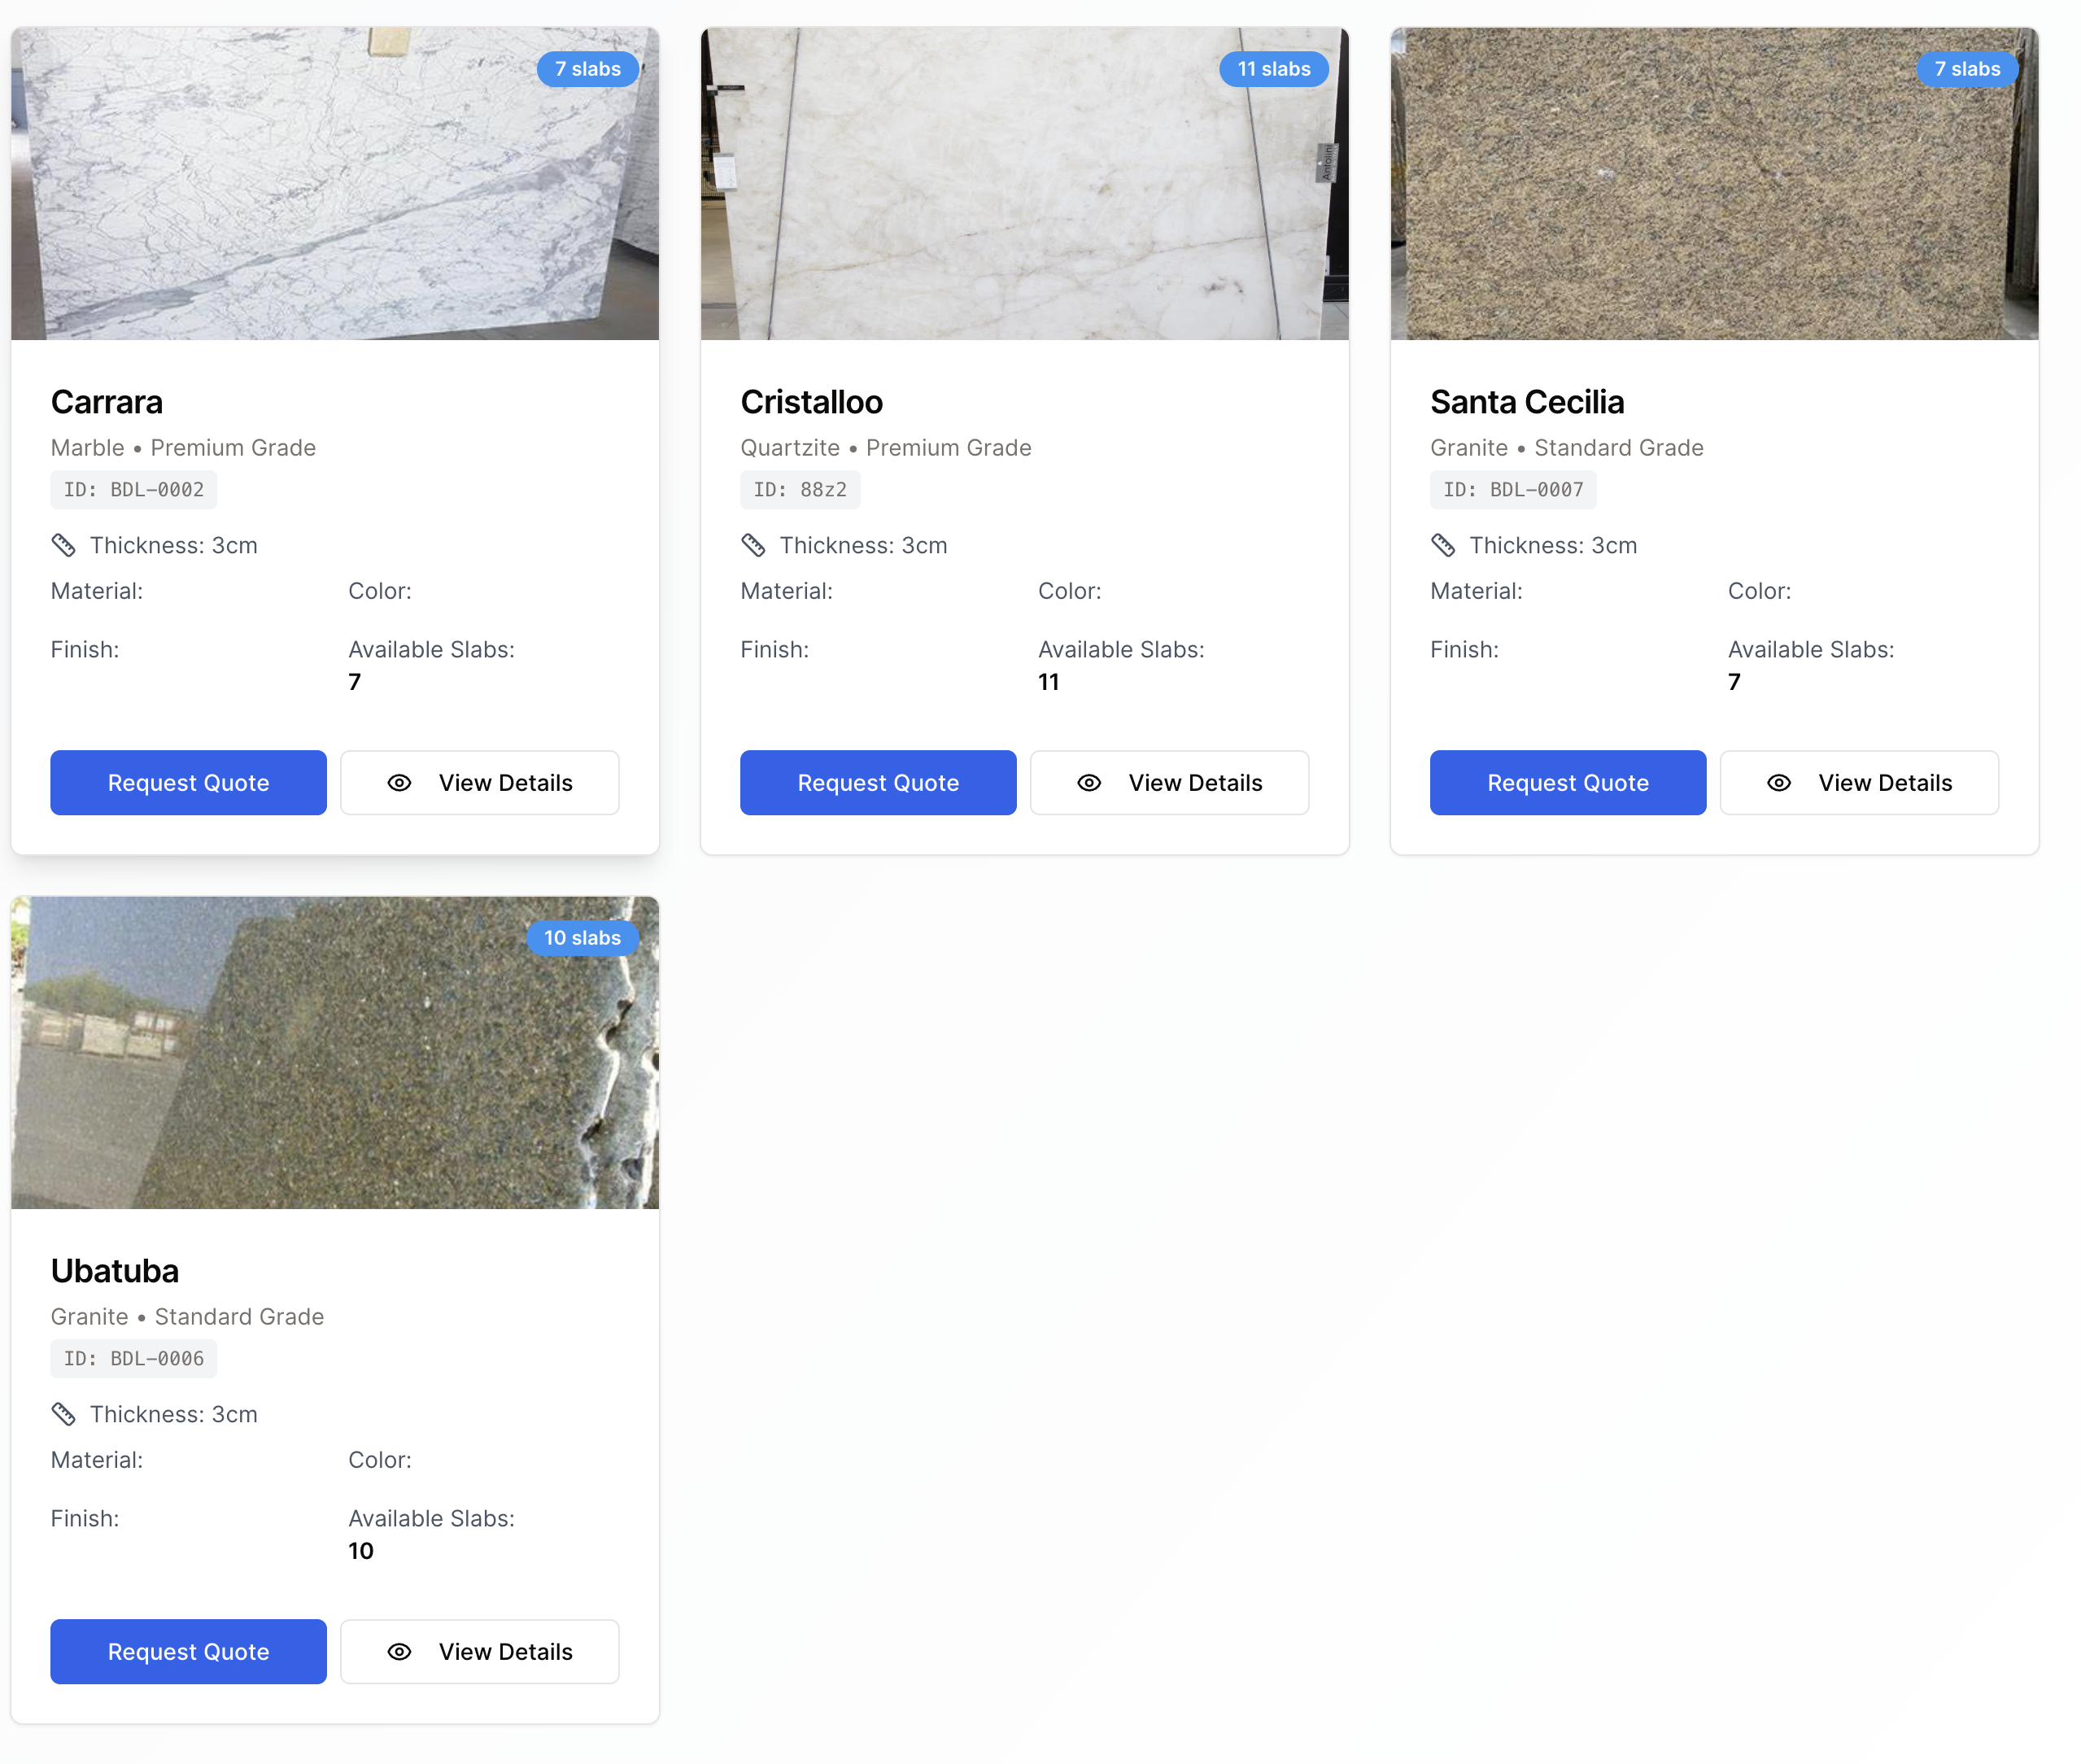 7 slabs
Carrara
Marble • Premium Grade
ID: BDL-0002
Thickness: 3cm
Material:
Color:
Finish:
Available Slabs:
7
Request Quote
View Details
11 slabs
Antolini
Cristalloo
Quartzite • Premium Grade
ID: 88z2
Thickness: 3cm
Material:
Color:
Finish:
Available Slabs:
11
Request Quote
View Details
7 slabs
Santa Cecilia
Granite • Standard Grade
ID: BDL-0007
Thickness: 3cm
Material:
Color:
Finish:
Available Slabs:
7
Request Quote
View Details
10 slabs
Ubatuba
Granite • Standard Grade
ID: BDL-0006
Thickness: 3cm
Material:
Color:
Finish:
Available Slabs:
10
Request Quote
View Details